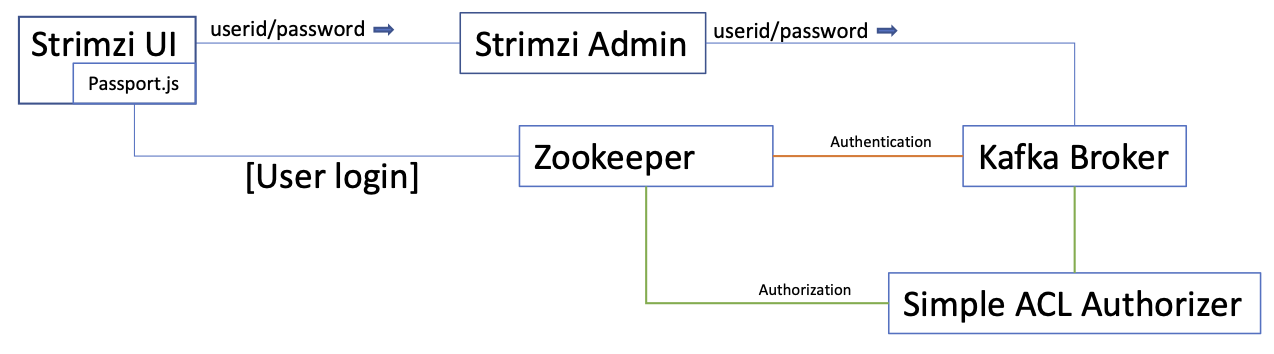 Strimzi UI
Passport.js
userid/password
Strimzi Admin
userid/password
[User login]
Zookeeper
Authentication
Kafka Broker
Authorization
Simple ACL Authorizer